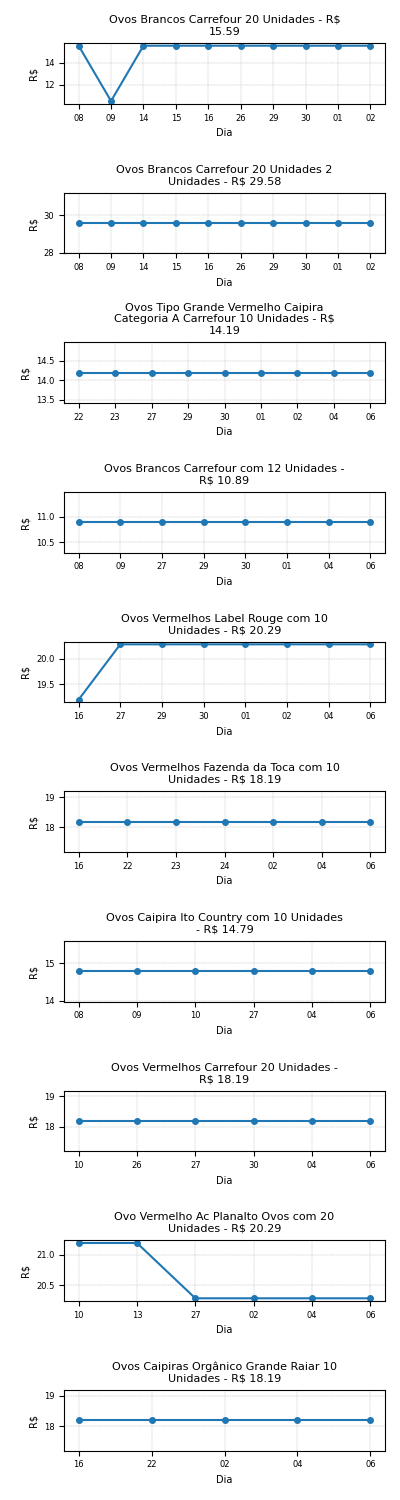 Ovos Brancos Carrefour 20 Unidades - R$
15.59
14
12
R$
08 09 14 15 16 26 29 30 01 02
Dia
Ovos Brancos Carrefour 20 Unidades 2
Unidades - R$ 29.58
30
28
R$
08 09 14 15 16 26 29 30 01 02
Dia
Ovos Tipo Grande Vermelho Caipira
Categoria A Carrefour 10 Unidades - R$
14.19
14.5
14.0
13.5
R$
22 23 27 29 30 01 02 04 06
Dia
Ovos Brancos Carrefour com 12 Unidades -
R$ 10.89
11.0
10.5
R$
08 09 27 29 30 01 04 06
Dia
Ovos Vermelhos Label Rouge com 10
Unidades - R$ 20.29
20.0
19.5
R$
16 27 29 30 01 02 04 06
Dia
Ovos Vermelhos Fazenda da Toca com 10
Unidades - R$ 18.19
19
18
R$
16 22 23 24 02 04 06
Dia
Ovos Caipira Ito Country com 10 Unidades
- R$ 14.79
15
14
R$
08 09 10 27 04 06
Dia
Ovos Vermelhos Carrefour 20 Unidades -
R$ 18.19
19
18
R$
10 26 27 30 04 06
Dia
Ovo Vermelho Ac Planalto Ovos com 20
Unidades - R$ 20.29
21.0
20.5
R$
10 13 27 02 04 06
Dia
Ovos Caipiras Orgânico Grande Raiar 10
Unidades - R$ 18.19
19
18
R$
16 22 02 04 06
Dia